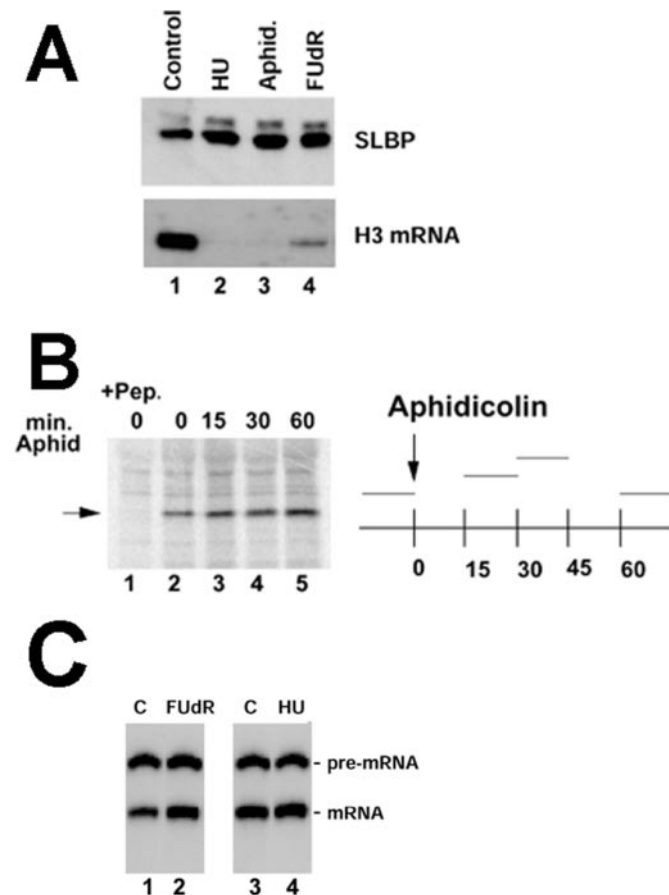 A
Control HU Aphid. FUdR
SLBP
H3 mRNA
1 2 3 4
B
+Pep.
min. 0 0 15 30 60
Aphid
1 2 3 4 5
Aphidicolin
0 15 30 45 60
C
C FUdR C HU
- pre-mRNA
- mRNA
1 2 3 4